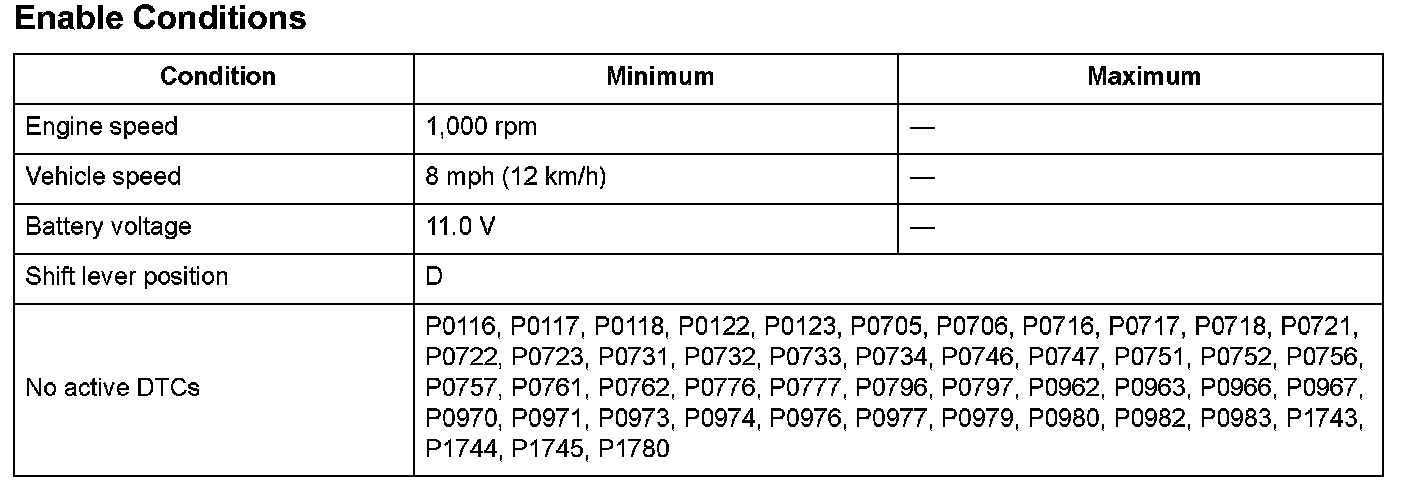 Enable Conditions
Condition Minimum Maximum
Engine speed 1,000 rpm —
Vehicle speed 8 mph (12 km/h) —
Battery voltage 11.0 V —
Shift lever position D
No active DTCs
P0116, P0117, P0118, P0122, P0123, P0705, P0706, P0716, P0717, P0718, P0721,
P0722, P0723, P0731, P0732, P0733, P0734, P0746, P0747, P0751, P0752, P0756,
P0757, P0761, P0762, P0776, P0777, P0796, P0797, P0962, P0963, P0966, P0967,
P0970, P0971, P0973, P0974, P0976, P0977, P0979, P0980, P0982, P0983, P1743,
P1744, P1745, P1780